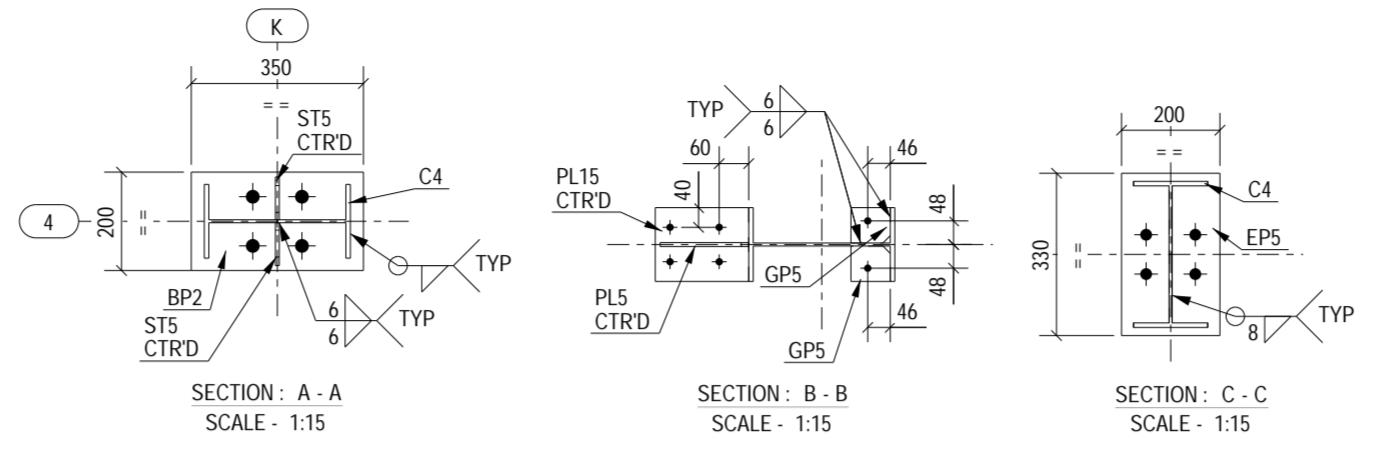 K
350
= =
ST5
CTR'D
C4
4
200
=
BP2
ST5
CTR'D
TYP
6
6
TYP
SECTION : A - A
SCALE - 1:15
TYP
6
6
60
46
40
PL15
CTR'D
48
GP5
PL5
CTR'D
48
46
GP5
SECTION : B - B
SCALE - 1:15
200
= =
C4
330
=
EP5
8
TYP
SECTION : C - C
SCALE - 1:15